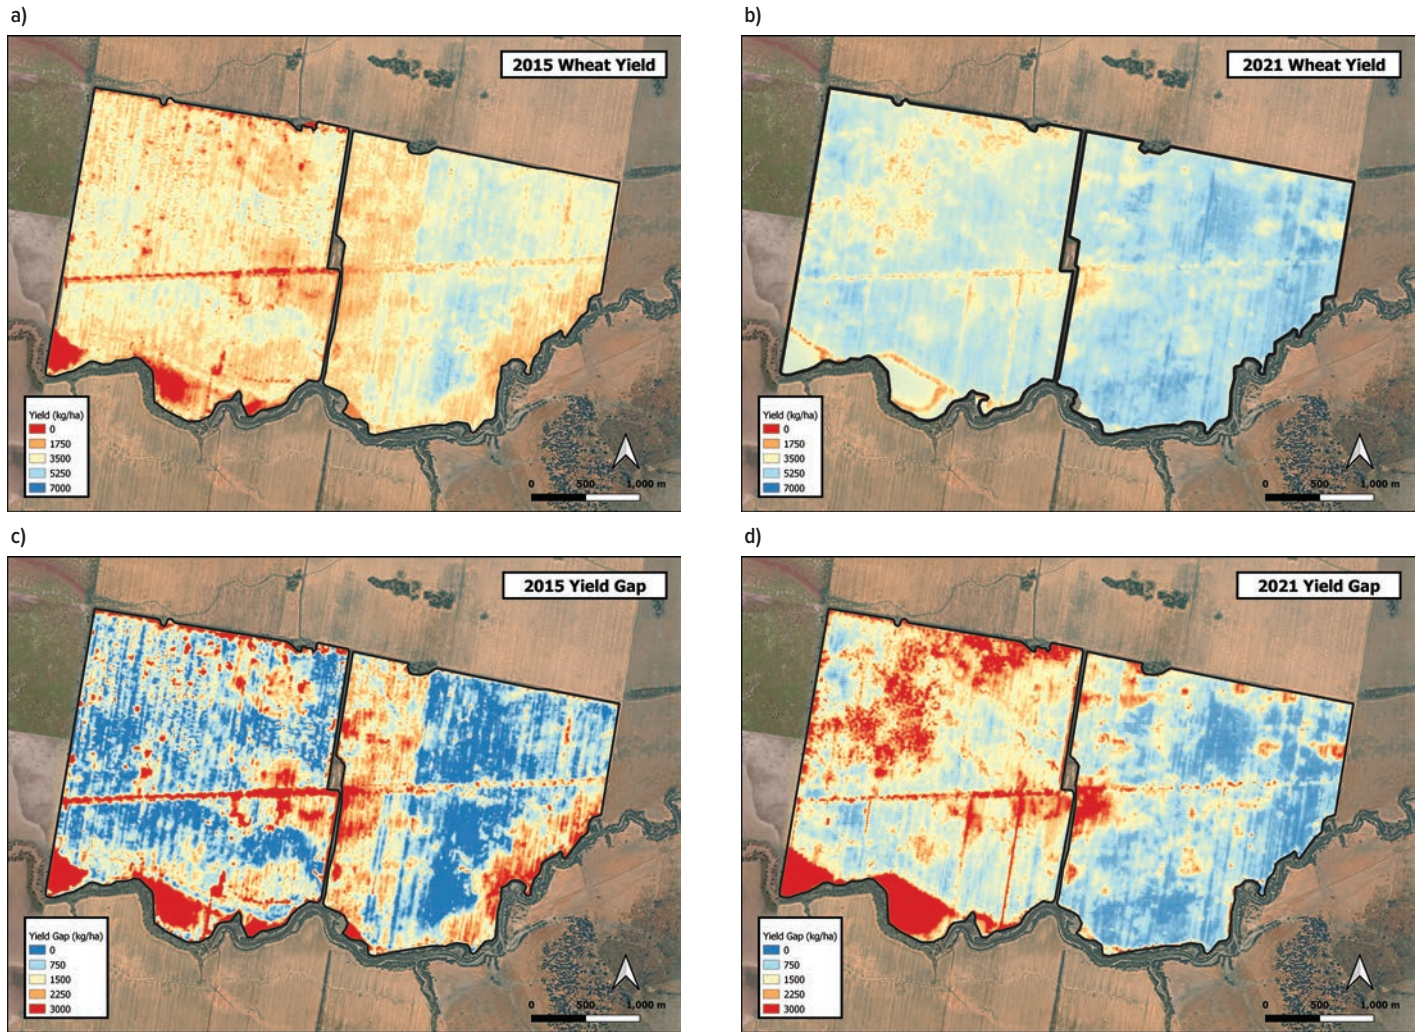 a)
2015 Wheat Yield
Yield (kg/ha)
0
1750
3500
5250
7000
0 500 1,000 m
b)
2021 Wheat Yield
Yield (kg/ha)
0
1750
3500
5250
7000
0 500 1,000 m
c)
2015 Yield Gap
Yield Gap (kg/ha)
0
750
1500
2250
3000
0 500 1,000 m
d)
2021 Yield Gap
Yield Gap (kg/ha)
0
750
1500
2250
3000
0 500 1,000 m